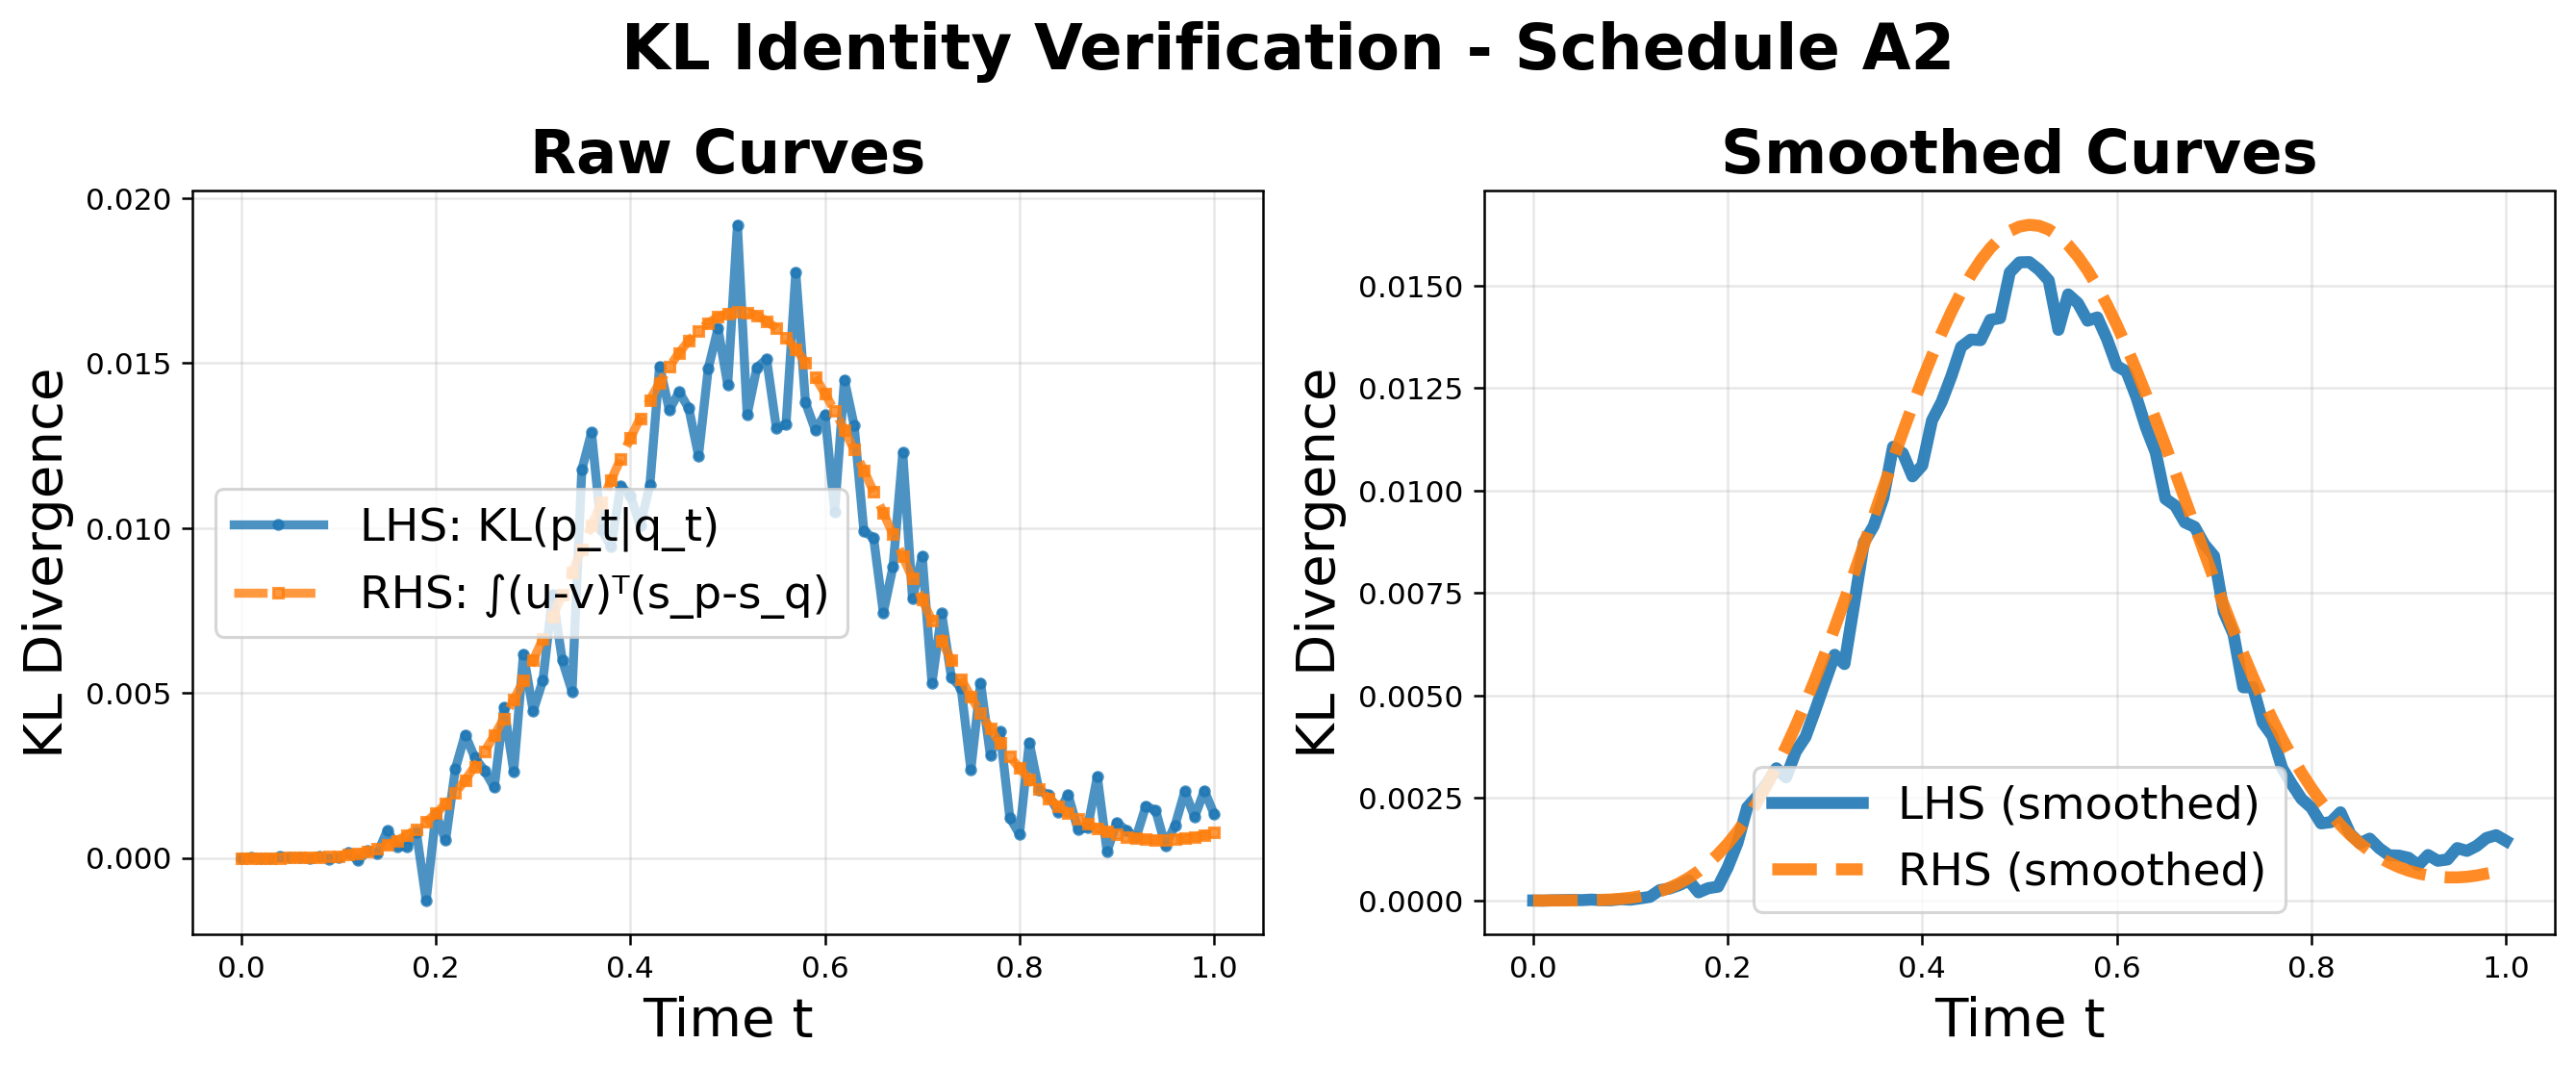 KL Identity Verification - Schedule A2
Raw Curves
KL Divergence
0.020
0.015
0.010
0.005
0.000
LHS: KL(p_t|q_t)
RHS: ∫(u-v)ᵀ(s_p-s_q)
0.0 0.2 0.4 0.6 0.8 1.0
Time t
Smoothed Curves
KL Divergence
0.0150
0.0125
0.0100
0.0075
0.0050
0.0025
0.0000
LHS (smoothed)
RHS (smoothed)
0.0 0.2 0.4 0.6 0.8 1.0
Time t